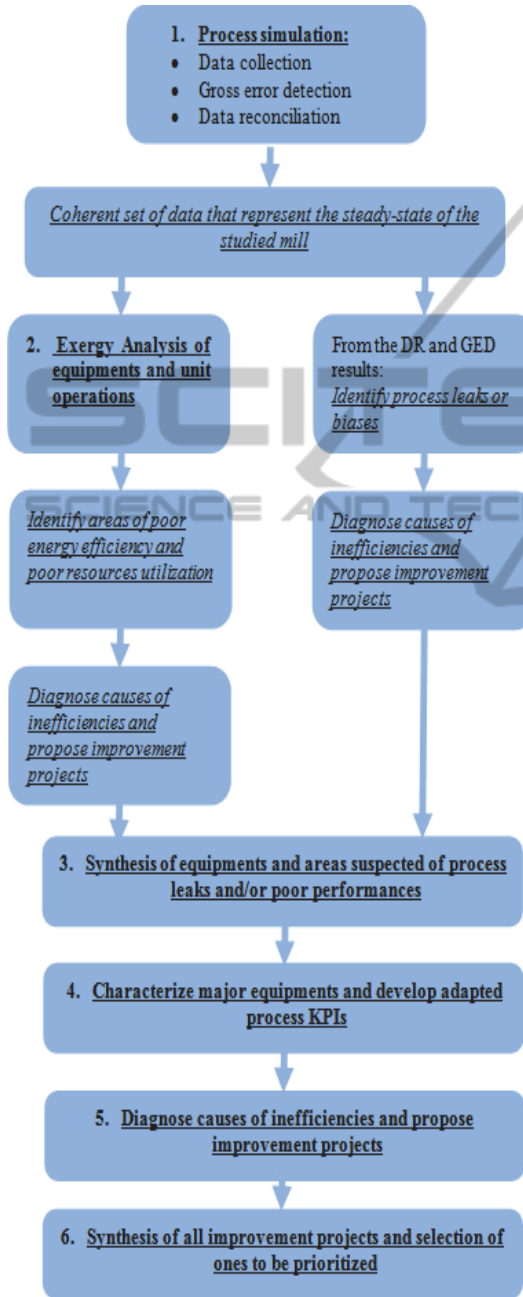 1. Process simulation:
• Data collection
• Gross error detection
• Data reconciliation
Coherent set of data that represent the steady-state of the
studied mill
2. Exergy Analysis of
equipments and unit
operations
From the DR and GED
results:
Identify process leaks or
biases
SCITE
SCIENCE AND TEC
Identify areas of poor
energy efficiency and
poor resources utilization
Diagnose causes of
inefficiencies and
propose improvement
projects
Diagnose causes of
inefficiencies and
propose improvement
projects
3. Synthesis of equipments and areas suspected of process
leaks and/or poor performances
4. Characterize major equipments and develop adapted
process KPIs
5. Diagnose causes of inefficiencies and propose
improvement projects
6. Synthesis of all improvement projects and selection of
ones to be prioritized